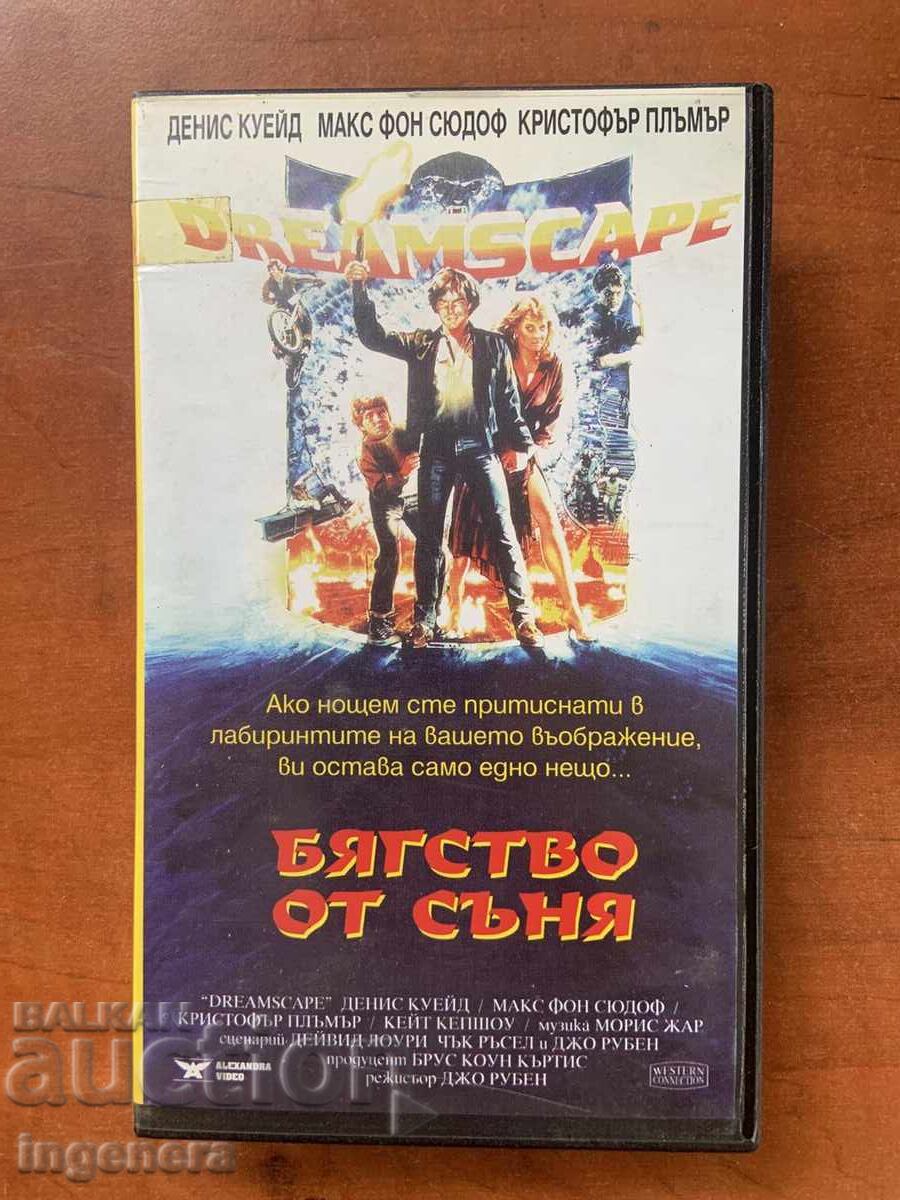 ДЕНИС КУЕЙД МАКС ФОН СЮДОФ КРИСТОФЪР ПЛЪМЪР
DREAMSCAPE
Ако нощем сте притиснати в
лабиринтите на вашето въображение,
ви остава само едно нещо...
БЯГСТВО
ОТ СЪНЯ
"DREAMSCAPE" ДЕНИС КУЕЙД / МАКС ФОН СЮДОФ /
КРИСТОФЪР ПЛЪМЪР / КЕЙТ КЕПШОУ / музика МОРИС ЖАР
сценарий ДЕЙВИД ЛОУРИ ЧЪК РЪСЕЛ и ДЖО РУБЕН
продуцент БРУС КОУН КЪРТИС
режисьор ДЖО РУБЕН
ALEXANDRA
VIDEO
WESTERN
CONNECTION
BALKAN
auction
ingenera